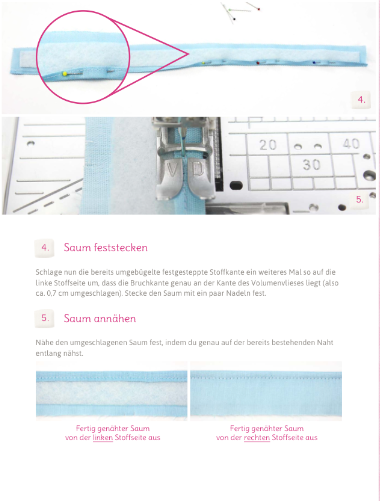 4.
20
40
30
V D
5.
4. Saum feststecken
Schlage nun die bereits umgebügelte festgesteppte Stoffkante ein weiteres Mal so auf die
linke Stoffseite um, dass die Bruchkante genau an der Kante des Volumenvlieses liegt (also
ca. 0,7 cm umgeschlagen). Stecke den Saum mit ein paar Nadeln fest.
5. Saum annähen
Nähe den umgeschlagenen Saum fest, indem du genau auf der bereits bestehenden Naht
entlang nähst.
Fertig genähter Saum
von der linken Stoffseite aus
Fertig genähter Saum
von der rechten Stoffseite aus